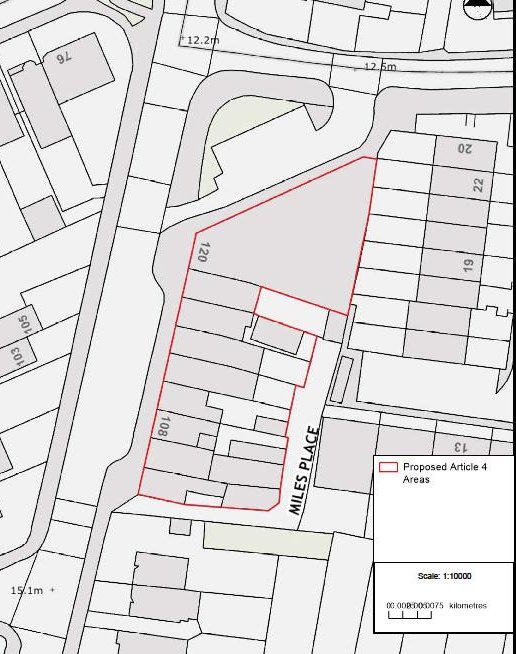 12.2m
12.5m
76
20
22
120
19
105
103
108
MILES PLACE
13
Proposed Article 4
Areas
Scale: 1:10000
15.1m
kilometres